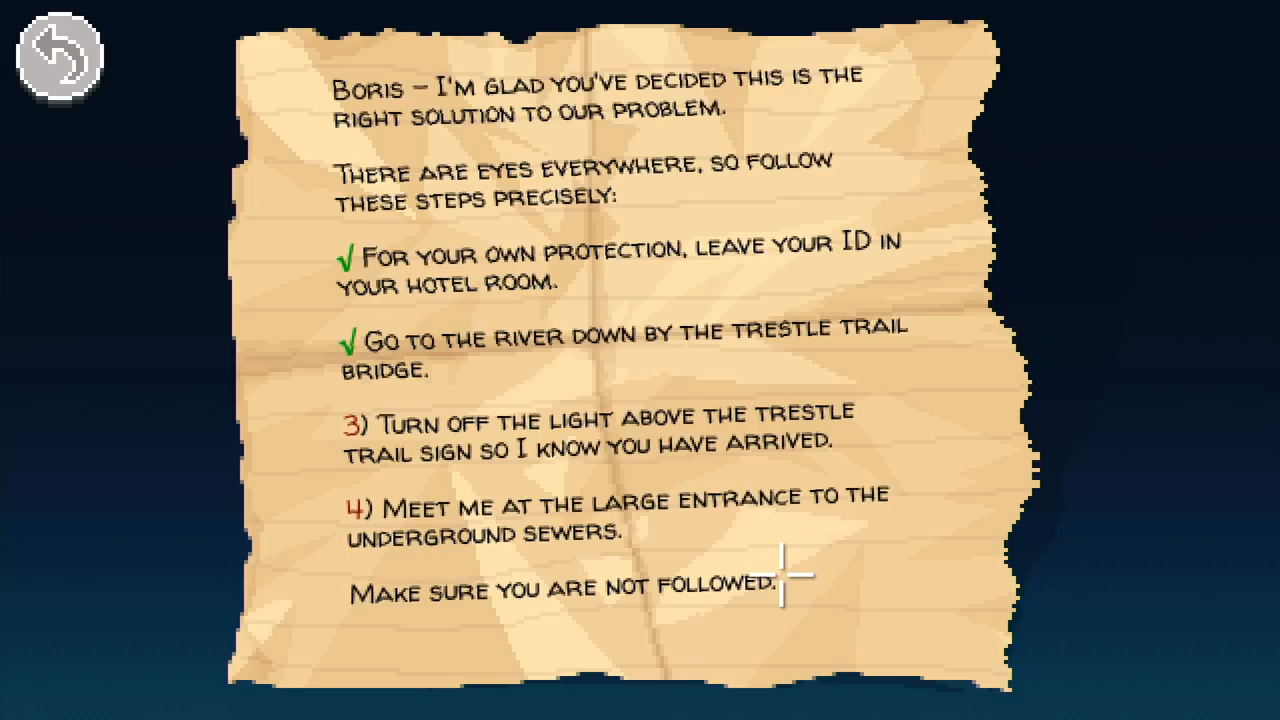 Boris – I'm glad you've decided this is the
right solution to our problem.
There are eyes everywhere, so follow
these steps precisely:
√ For your own protection, leave your ID in
your hotel room.
√ Go to the river down by the trestle trail
bridge.
3) Turn off the light above the trestle
trail sign so I know you have arrived.
4) Meet me at the large entrance to the
underground sewers.
Make sure you are not followed.